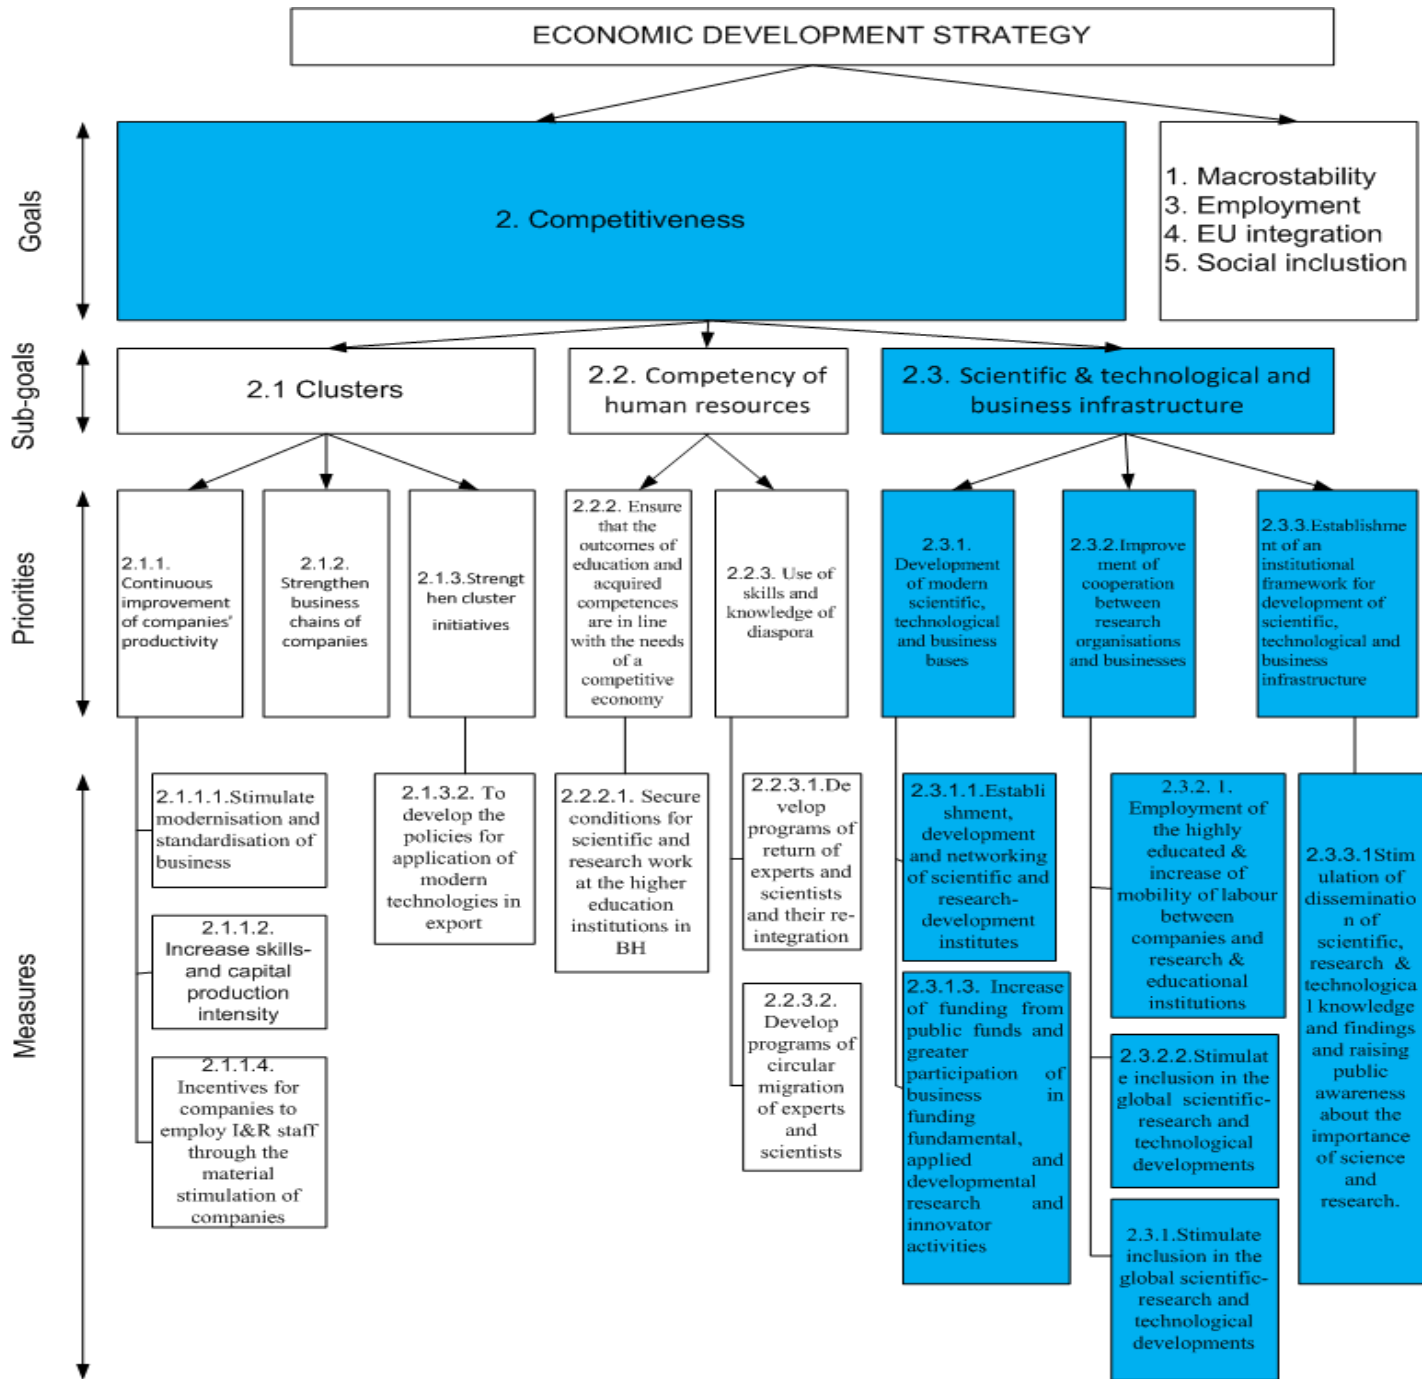 ECONOMIC DEVELOPMENT STRATEGY
Goals
2. Competitiveness
1. Macrostability
3. Employment
4. EU integration
5. Social inclustion
Sub-goals
2.1 Clusters
2.2. Competency of
human resources
2.3. Scientific & technological and
business infrastructure
Priorities
2.1.1.
Continuous
improvement
of companies'
productivity
2.1.2.
Strengthen
business
chains of
companies
2.1.3.Strengt
hen cluster
initiatives
2.2.2. Ensure
that the
outcomes of
education and
acquired
competences
are in line
with the needs
of a
competitive
economy
2.2.3. Use of
skills and
knowledge of
diaspora
2.3.1.
Development
of modern
scientific,
technological
and business
bases
2.3.2.Improve
ment of
cooperation
between
research
organisations
and businesses
2.3.3.Establishme
nt of an
institutional
framework for
development of
scientific,
technological and
business
infrastructure
Measures
2.1.1.1.Stimulate
modernisation and
standardisation of
business
2.1.1.2.
Increase skills-
and capital
production
intensity
2.1.1.4.
Incentives for
companies to
employ I&R staff
through the
material
stimulation of
companies
2.1.3.2. To
develop the
policies for
application of
modern
technologies in
export
2.2.2.1. Secure
conditions for
scientific and
research work at
the higher
education
institutions in
BH
2.2.3.1.De
velop
programs of
return of
experts and
scientists
and their re-
integration
2.2.3.2.
Develop
programs of
circular
migration
of experts
and
scientists
2.3.1.1.Establi
shment,
development
and networking
of scientific and
research-
development
institutes
2.3.1.3. Increase
of funding from
public funds and
greater
participation of
business in
funding
fundamental,
applied and
developmental
research and
innovator
activities
2.3.2. 1.
Employment of
the highly
educated &
increase of
mobility of labour
between
companies and
research &
educational
institutions
2.3.2.2.Stimulat
e inclusion in the
global scientific-
research and
technological
developments
2.3.1.Stimulate
inclusion in the
global scientific-
research and
technological
developments
2.3.3.1Stim
ulation of
disseminatio
n of
scientific,
research &
technologica
l knowledge
and findings
and raising
public
awareness
about the
importance
of science
and
research.